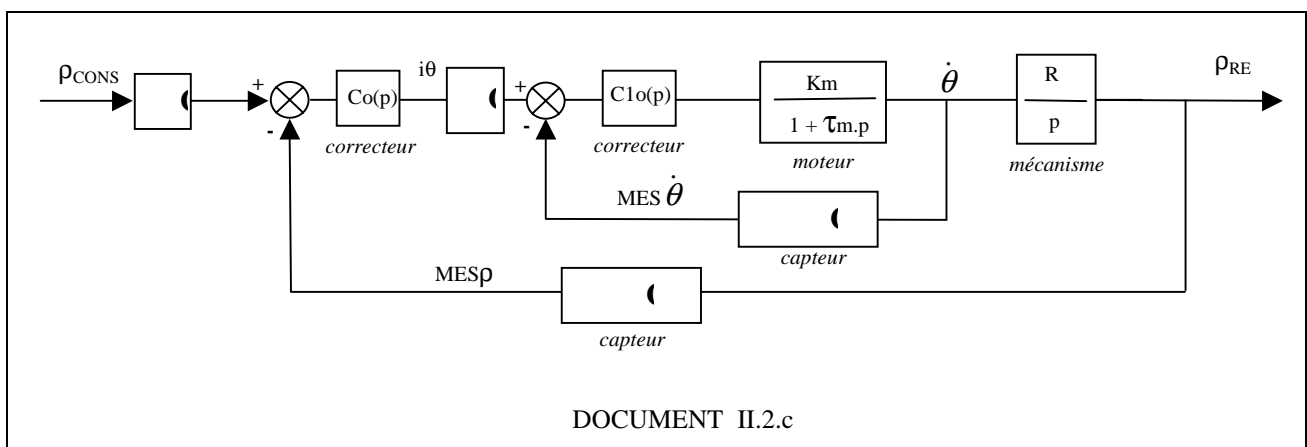 ρCONS
+
-
Co(p)
correcteur
iθ
+
-
C1o(p)
correcteur
Km
1 + τm.p
moteur
θ̇
R
p
mécanisme
ρRE
MES θ̇
capteur
MESρ
capteur
DOCUMENT II.2.c